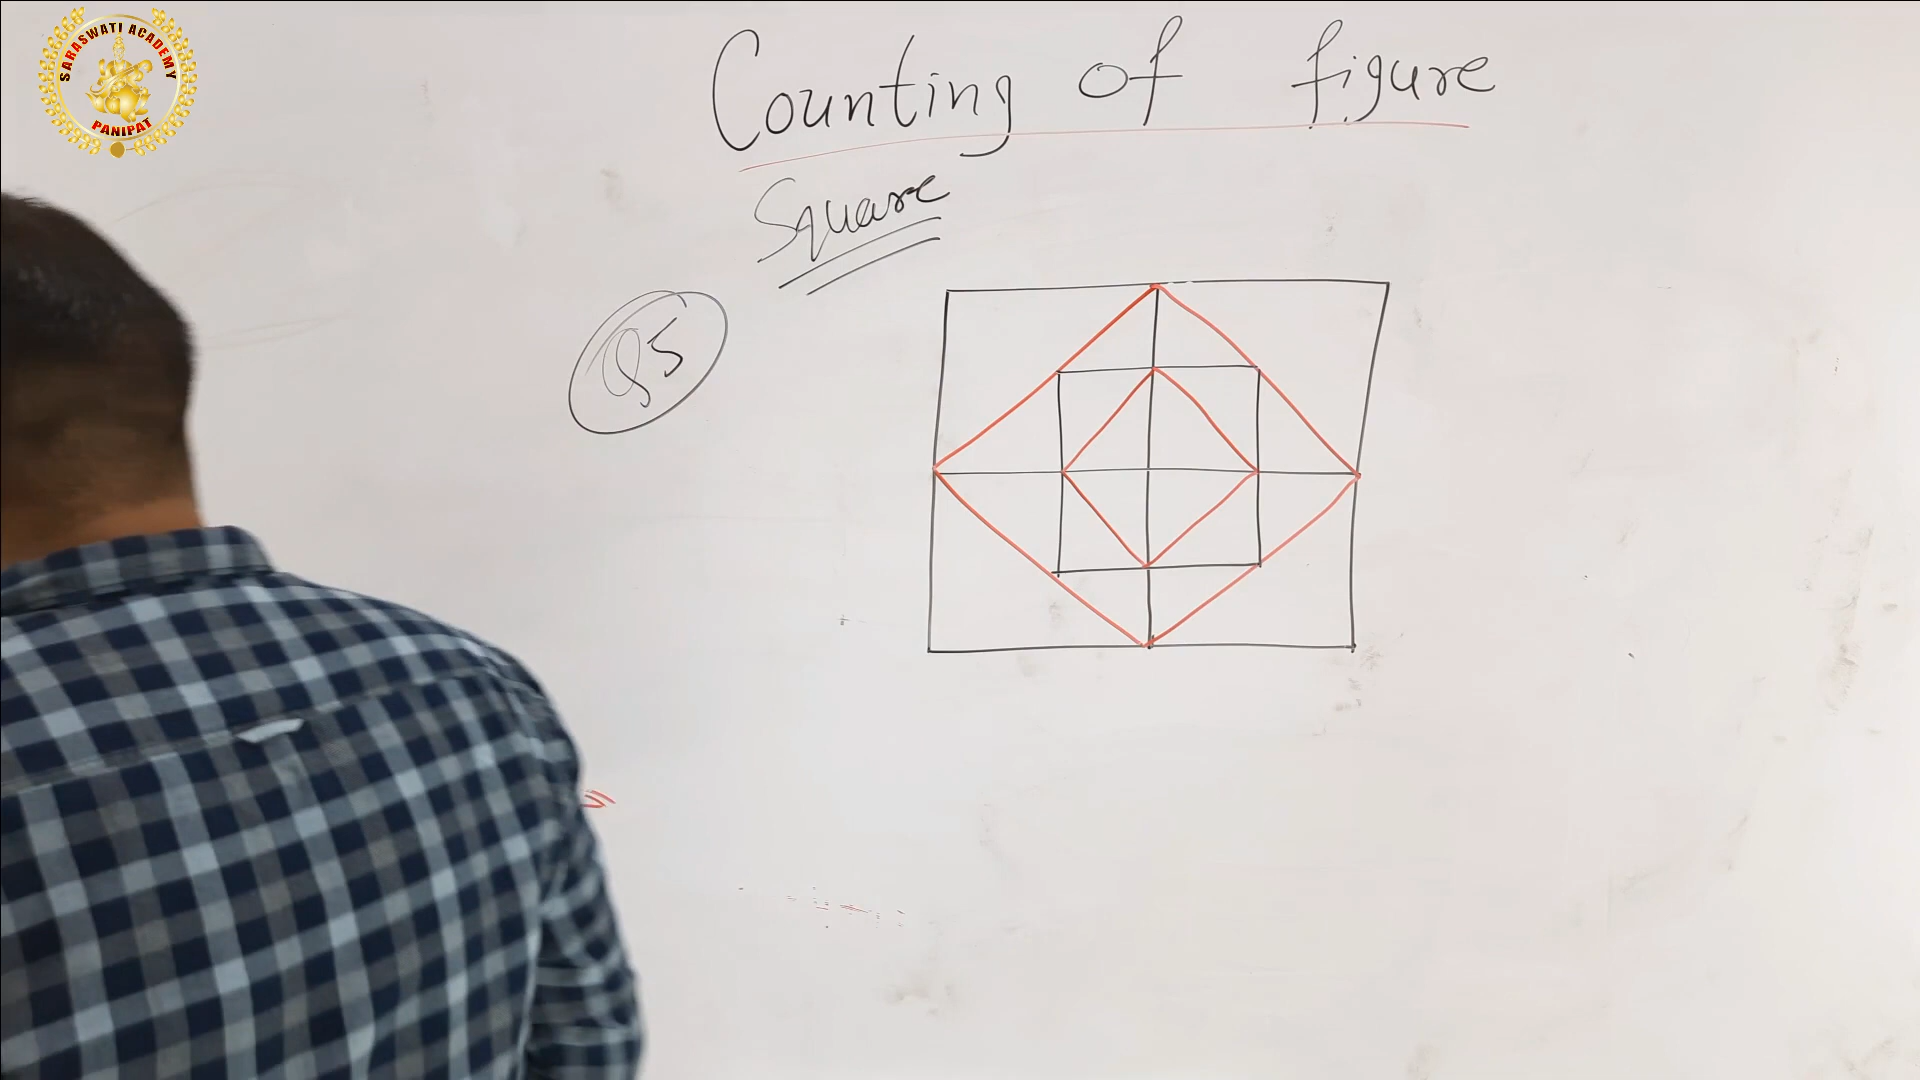 SARASWATI ACADEMY
PANIPAT
Counting of figure
Square
Q5